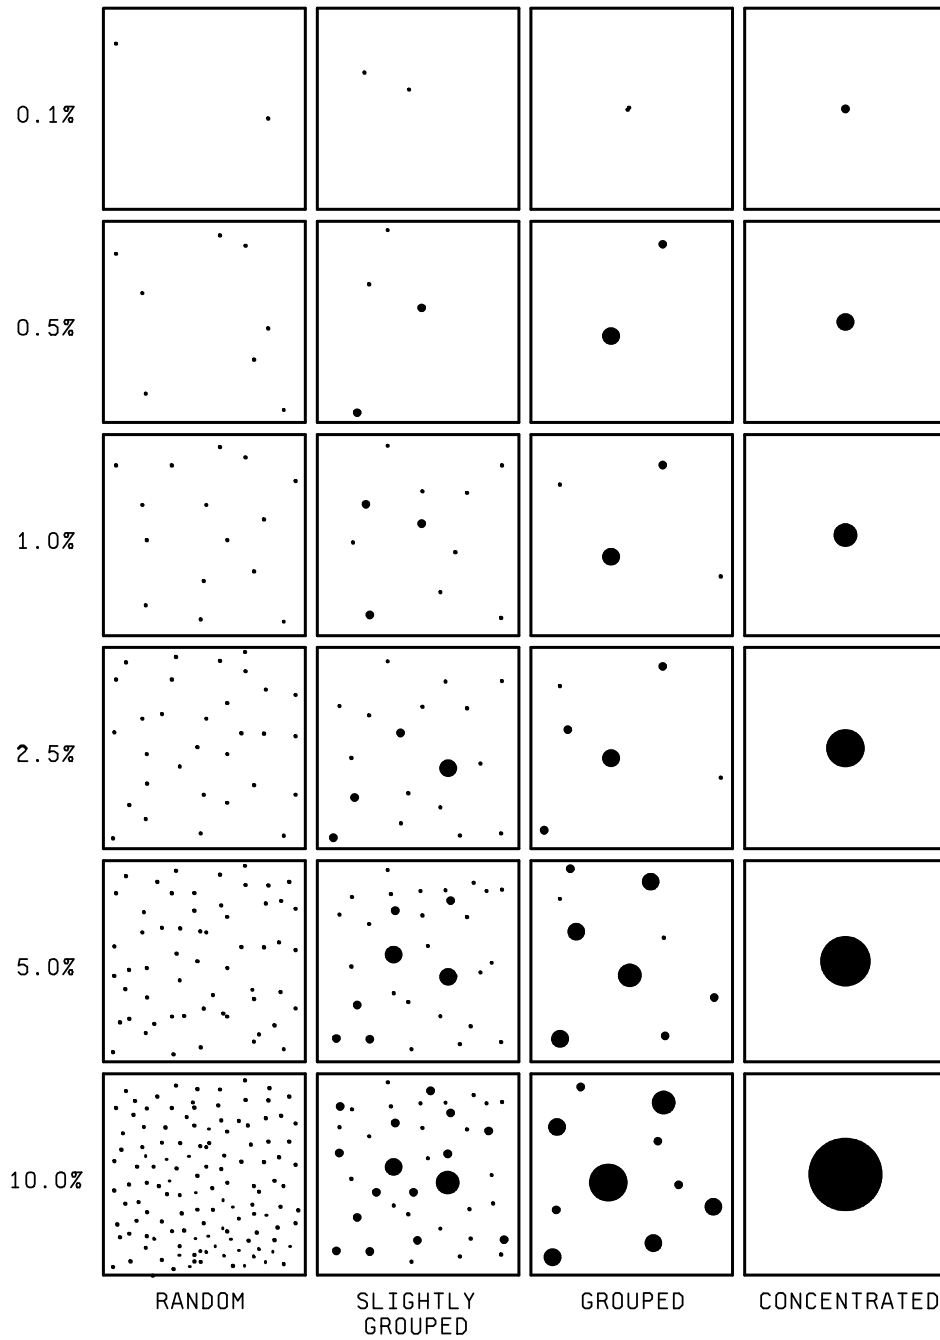 0.1%
0.5%
1.0%
2.5%
5.0%
10.0%
RANDOM
SLIGHTLY
GROUPED
GROUPED
CONCENTRATED